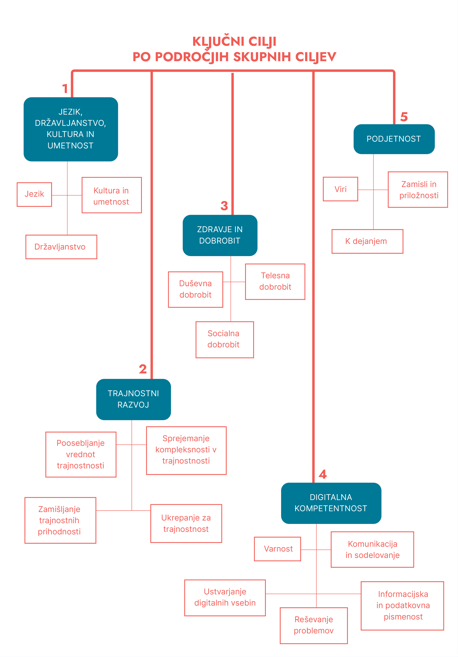 KLJUČNI CILJI
PO PODROČJIH SKUPNIH CILJEV
1
JEZIK,
DRŽAVLJANSTVO,
KULTURA IN
UMETNOST
Jezik
Kultura in
umetnost
Državljanstvo
2
TRAJNOSTNI
RAZVOJ
Poosebljanje
vrednot
trajnostnosti
Sprejemanje
kompleksnosti v
trajnostnosti
Zamišljanje
trajnostnih
prihodnosti
Ukrepanje za
trajnostnost
3
ZDRAVJE IN
DOBROBIT
Duševna
dobrobit
Telesna
dobrobit
Socialna
dobrobit
4
DIGITALNA
KOMPETENTNOST
Varnost
Komunikacija
in sodelovanje
Ustvarjanje
digitalnih vsebin
Informacijska
in podatkovna
pismenost
Reševanje
problemov
5
PODJETNOST
Viri
Zamisli in
priložnosti
K dejanjem